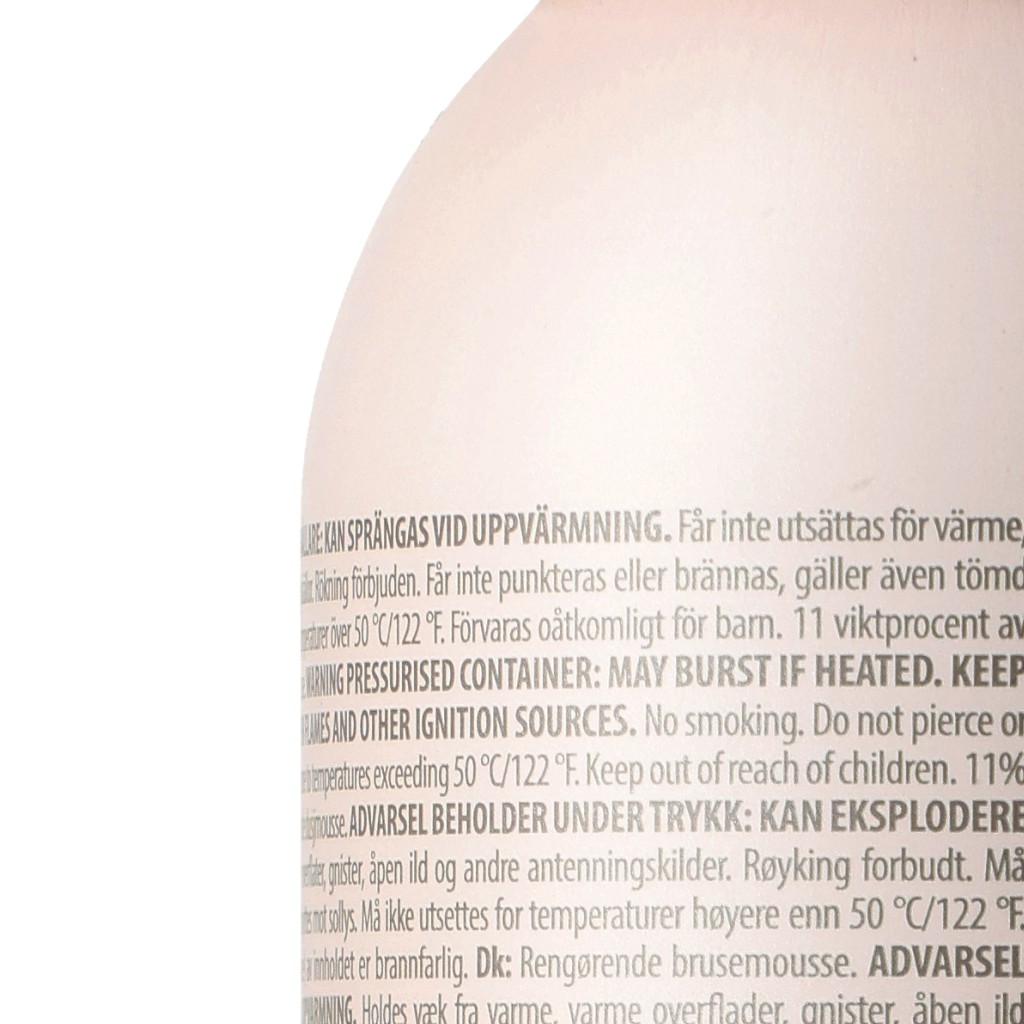 KAN SPRÄNGAS VID UPPVÄRMNING. Får inte utsättas för värme,
Rökning förbjuden. Får inte punkteras eller brännas, gäller även tömd
över 50 °C/122 °F. Förvaras oåtkomligt för barn. 11 viktprocent av
WARNING PRESSURISED CONTAINER: MAY BURST IF HEATED. KEEP
FLAMES AND OTHER IGNITION SOURCES. No smoking. Do not pierce or
temperatures exceeding 50 °C/122 °F. Keep out of reach of children. 11%
ADVARSEL BEHOLDER UNDER TRYKK: KAN EKSPLODERE
gnister, åpen ild og andre antenningskilder. Røyking forbudt. Må
mot sollys. Må ikke utsettes for temperaturer høyere enn 50 °C/122 °F.
av innholdet er brannfarlig. Dk: Rengørende brusemousse. ADVARSEL
Holdes væk fra varme, varme overflader, gnister, åben ild